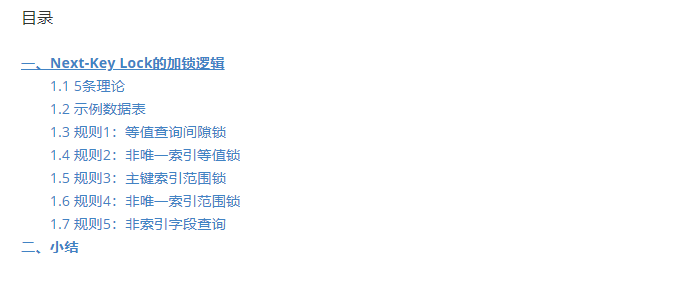 目录
一、Next-Key Lock的加锁逻辑
1.1 5条理论
1.2 示例数据表
1.3 规则1：等值查询间隙锁
1.4 规则2：非唯一索引等值锁
1.5 规则3：主键索引范围锁
1.6 规则4：非唯一索引范围锁
1.7 规则5：非索引字段查询
二、小结